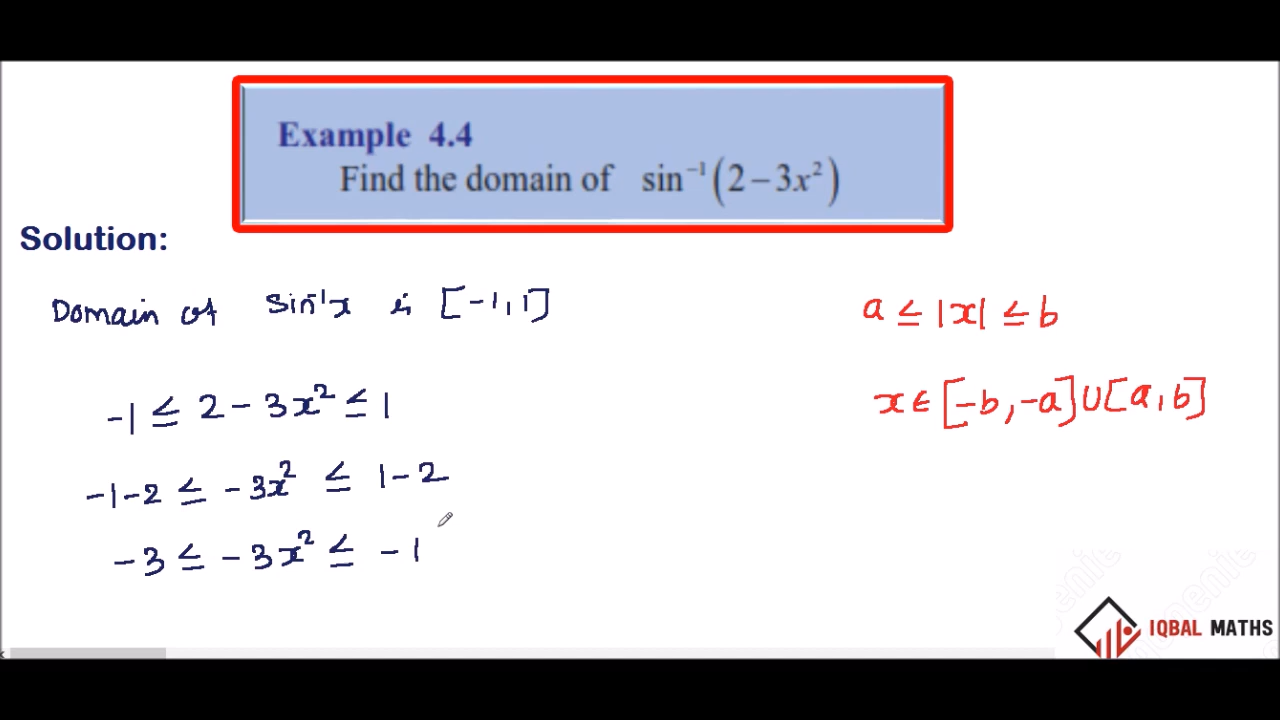 Example 4.4
Find the domain of sin⁻¹(2 – 3x²)
Solution:
Domain of sin⁻¹x is [-1, 1]
a ≤ |x| ≤ b
-1 ≤ 2 - 3x² ≤ 1
x ∈ [-b, -a] ∪ [a, b]
-1-2 ≤ -3x² ≤ 1-2
-3 ≤ -3x² ≤ -1
IQBAL MATHS